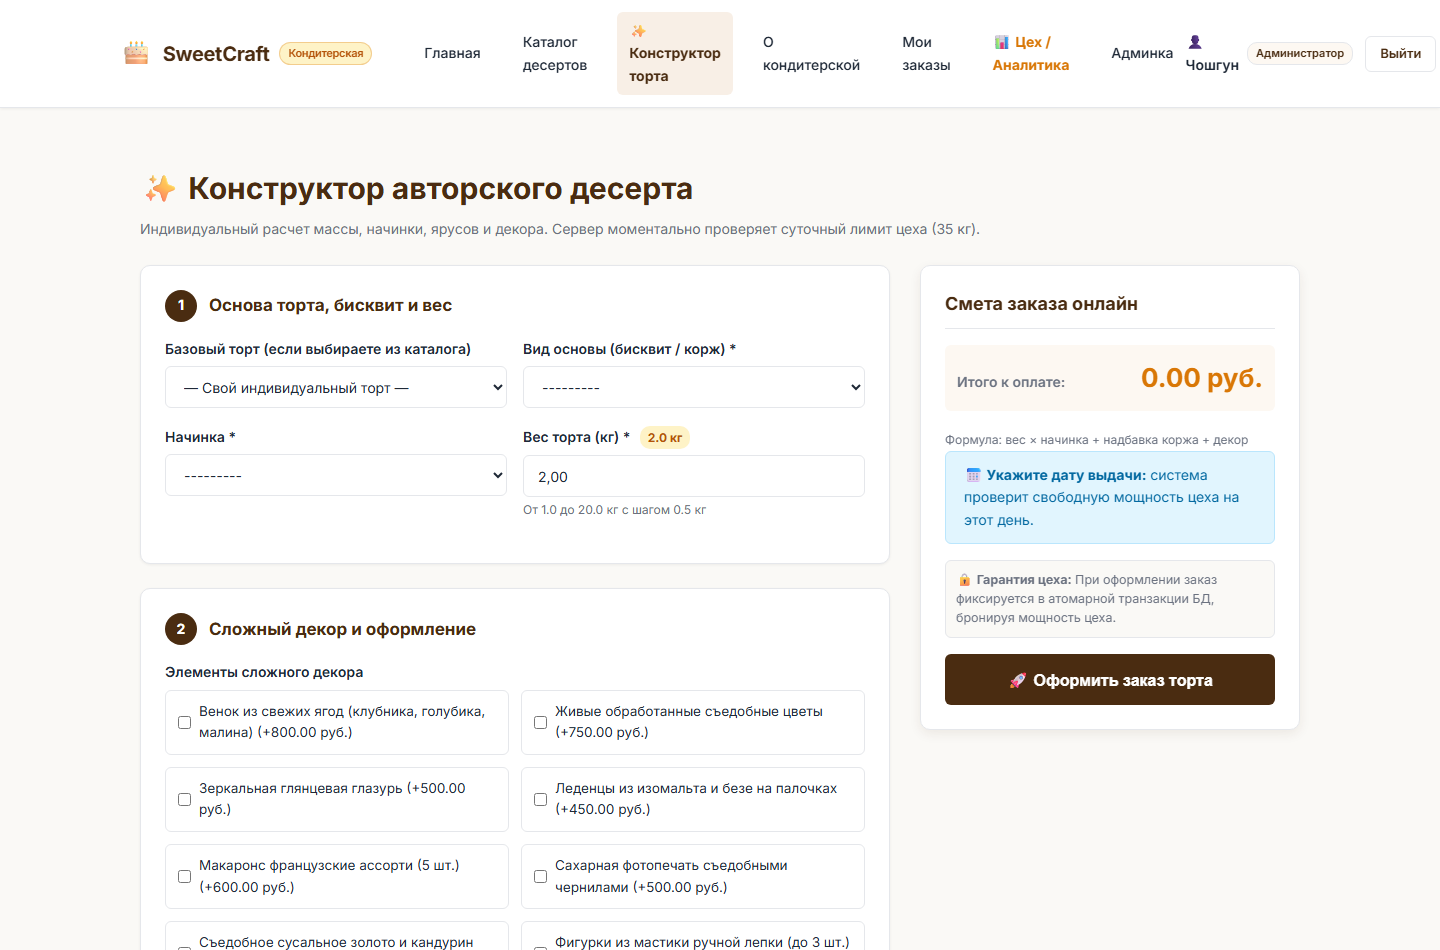 SweetCraft
Кондитерская
Главная
Каталог
десертов
Конструктор
торта
О
кондитерской
Мои
заказы
Цех /
Аналитика
Админка
Чошгун
Администратор
Выйти
Конструктор авторского десерта
Индивидуальный расчет массы, начинки, ярусов и декора. Сервер моментально проверяет суточный лимит цеха (35 кг).
1
Основа торта, бисквит и вес
Базовый торт (если выбираете из каталога)
— Свой индивидуальный торт —
Вид основы (бисквит / корж) *
---------
Начинка *
---------
Вес торта (кг) *
2.0 кг
2,00
От 1.0 до 20.0 кг с шагом 0.5 кг
2
Сложный декор и оформление
Элементы сложного декора
Венок из свежих ягод (клубника, голубика,
малина) (+800.00 руб.)
Живые обработанные съедобные цветы
(+750.00 руб.)
Зеркальная глянцевая глазурь (+500.00
руб.)
Леденцы из изомальта и безе на палочках
(+450.00 руб.)
Макаронс французские ассорти (5 шт.)
(+600.00 руб.)
Сахарная фотопечать съедобными
чернилами (+500.00 руб.)
Съедобное сусальное золото и кандурин
Фигурки из мастики ручной лепки (до 3 шт.)
Смета заказа онлайн
Итого к оплате:
0.00 руб.
Формула: вес × начинка + надбавка коржа + декор
Укажите дату выдачи: система
проверит свободную мощность цеха на
этот день.
Гарантия цеха: При оформлении заказ
фиксируется в атомарной транзакции БД,
бронируя мощность цеха.
Оформить заказ торта